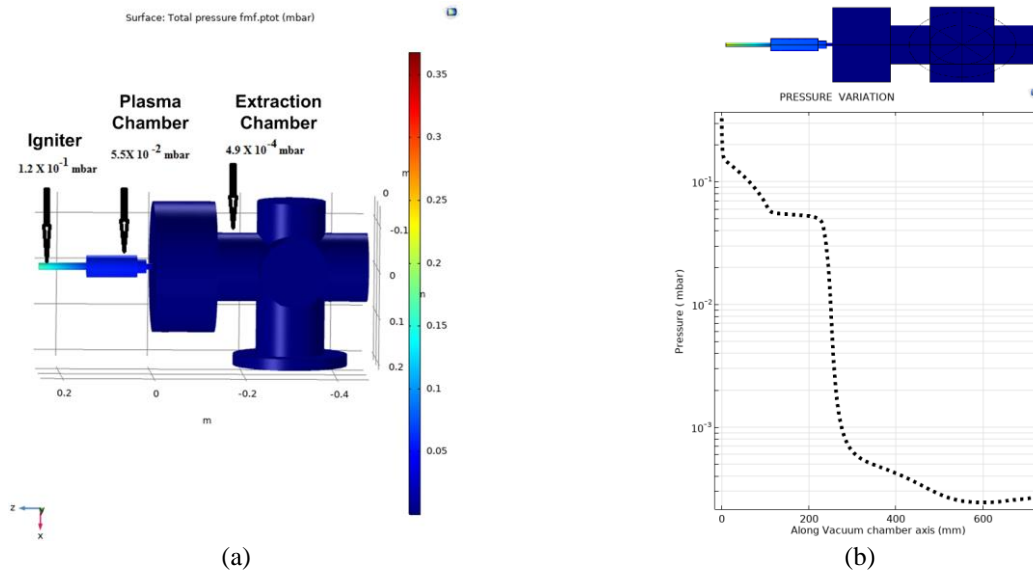 Surface: Total pressure fmf.ptot (mbar)
Igniter
1.2 X 10⁻¹ mbar
Plasma
Chamber
5.5X 10⁻² mbar
Extraction
Chamber
4.9 X 10⁻⁴ mbar
m
0
-0.1
0
m
0.1
0.2
0.2
0
-0.2
-0.4
m
z
y
x
0.35
0.3
0.25
0.2
0.15
0.1
0.05
(a)
PRESSURE VARIATION
Pressure ( mbar)
10⁻¹
10⁻²
10⁻³
0
200
400
600
Along Vacuum chamber axis (mm)
(b)